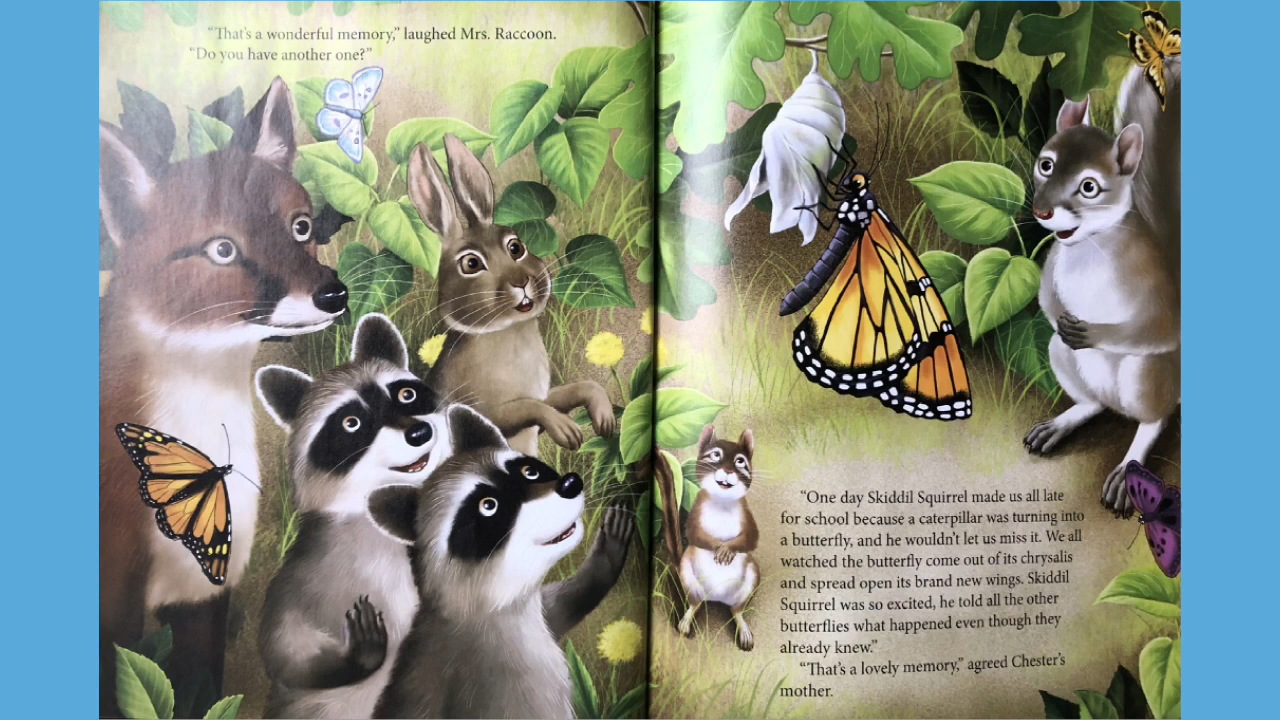 “That’s a wonderful memory,” laughed Mrs. Raccoon.
“Do you have another one?”
“One day Skiddil Squirrel made us all late
for school because a caterpillar was turning into
a butterfly, and he wouldn’t let us miss it. We all
watched the butterfly come out of its chrysalis
and spread open its brand new wings. Skiddil
Squirrel was so excited, he told all the other
butterflies what happened even though they
already knew.”
“That’s a lovely memory,” agreed Chester’s
mother.